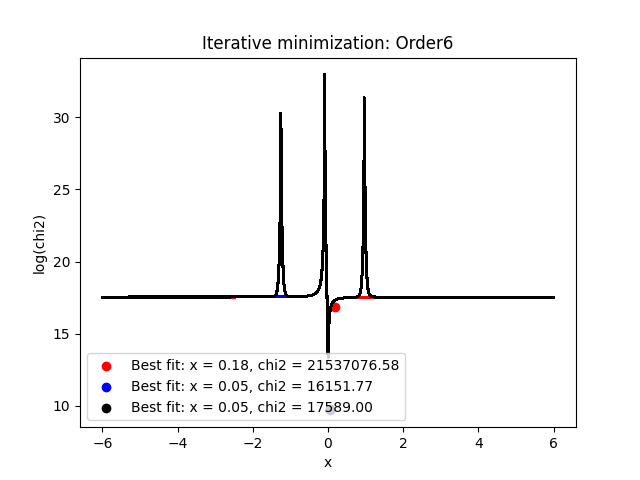 Iterative minimization: Order6
log(chi2)
30
25
20
15
10
Best fit: x = 0.18, chi2 = 21537076.58
Best fit: x = 0.05, chi2 = 16151.77
Best fit: x = 0.05, chi2 = 17589.00
−6
−4
−2
0
2
4
6
x